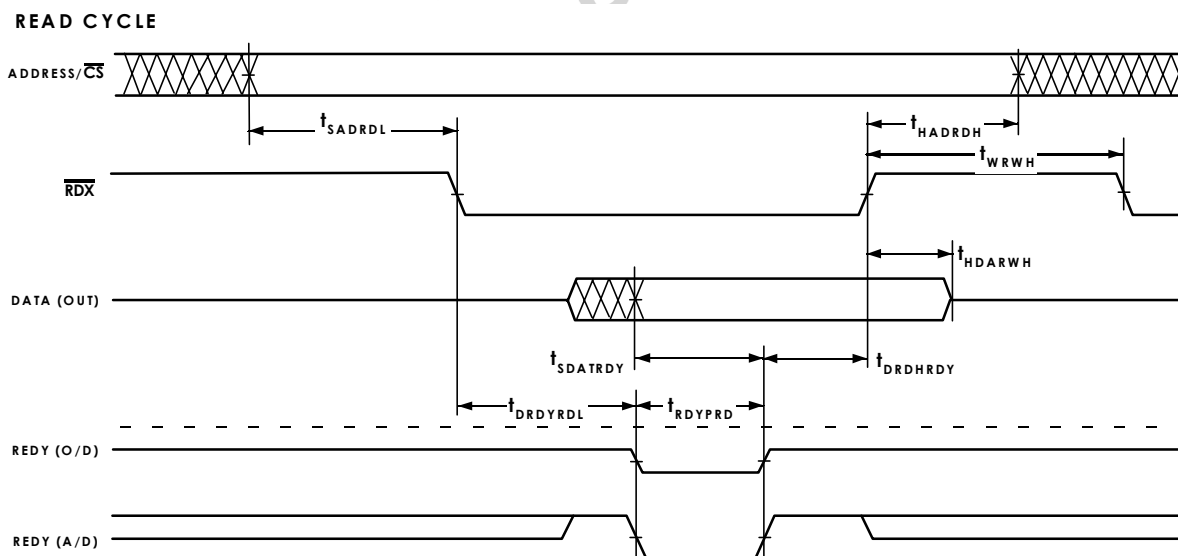 READ CYCLE
ADDRESS/CS
tSADRDL
tHADRDH
tWRWH
RDX
tHDARWH
DATA (OUT)
tSDATRDY
tDRDHRDY
tDRDYRDL
tRDYPRD
REDY (O/D)
REDY (A/D)